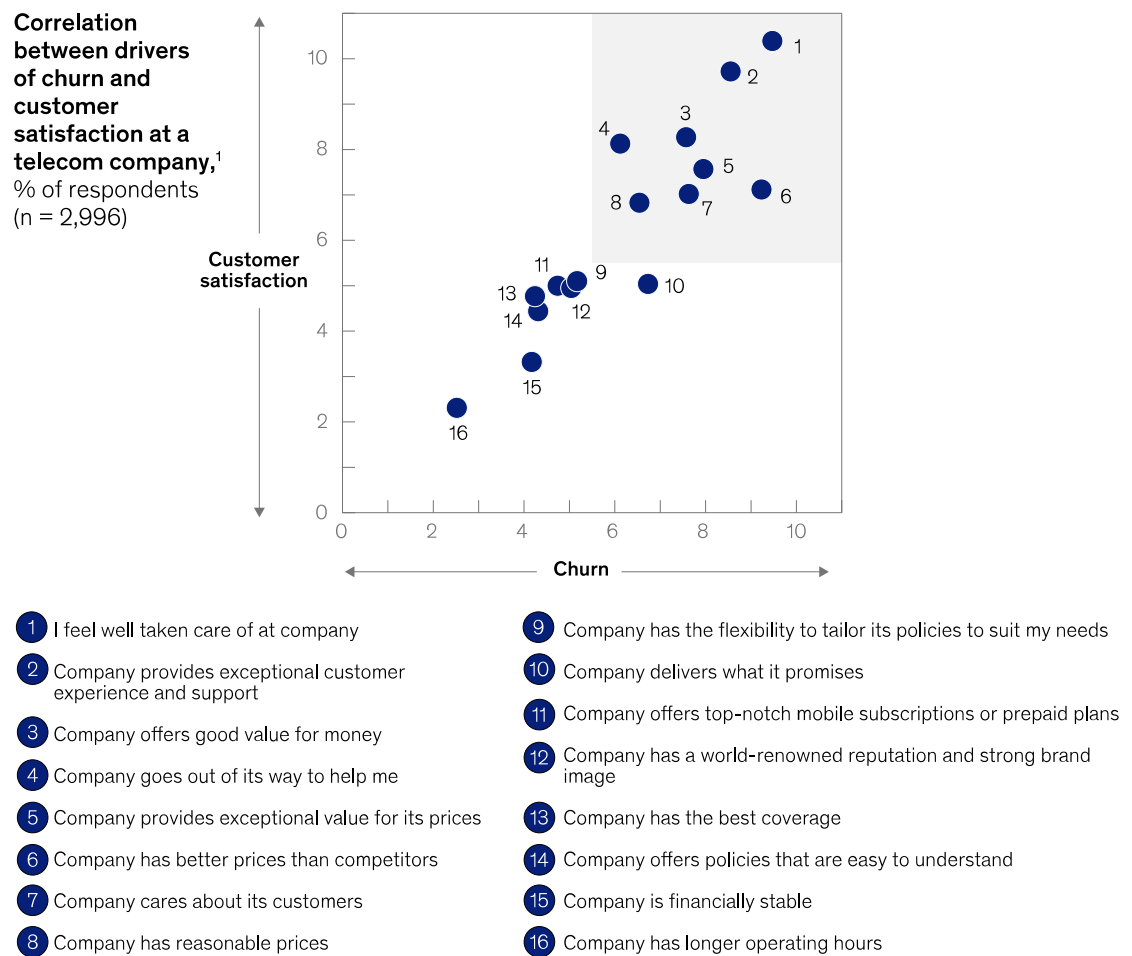 Correlation
between drivers
of churn and
customer
satisfaction at a
telecom company,¹
% of respondents
(n = 2,996)
Customer
satisfaction
10
8
6
4
2
0
1
2
3
4
5
6
7
8
9
10
11
12
13
14
15
16
0
2
4
6
8
10
Churn
1 I feel well taken care of at company
2 Company provides exceptional customer
experience and support
3 Company offers good value for money
4 Company goes out of its way to help me
5 Company provides exceptional value for its prices
6 Company has better prices than competitors
7 Company cares about its customers
8 Company has reasonable prices
9 Company has the flexibility to tailor its policies to suit my needs
10 Company delivers what it promises
11 Company offers top-notch mobile subscriptions or prepaid plans
12 Company has a world-renowned reputation and strong brand
image
13 Company has the best coverage
14 Company offers policies that are easy to understand
15 Company is financially stable
16 Company has longer operating hours